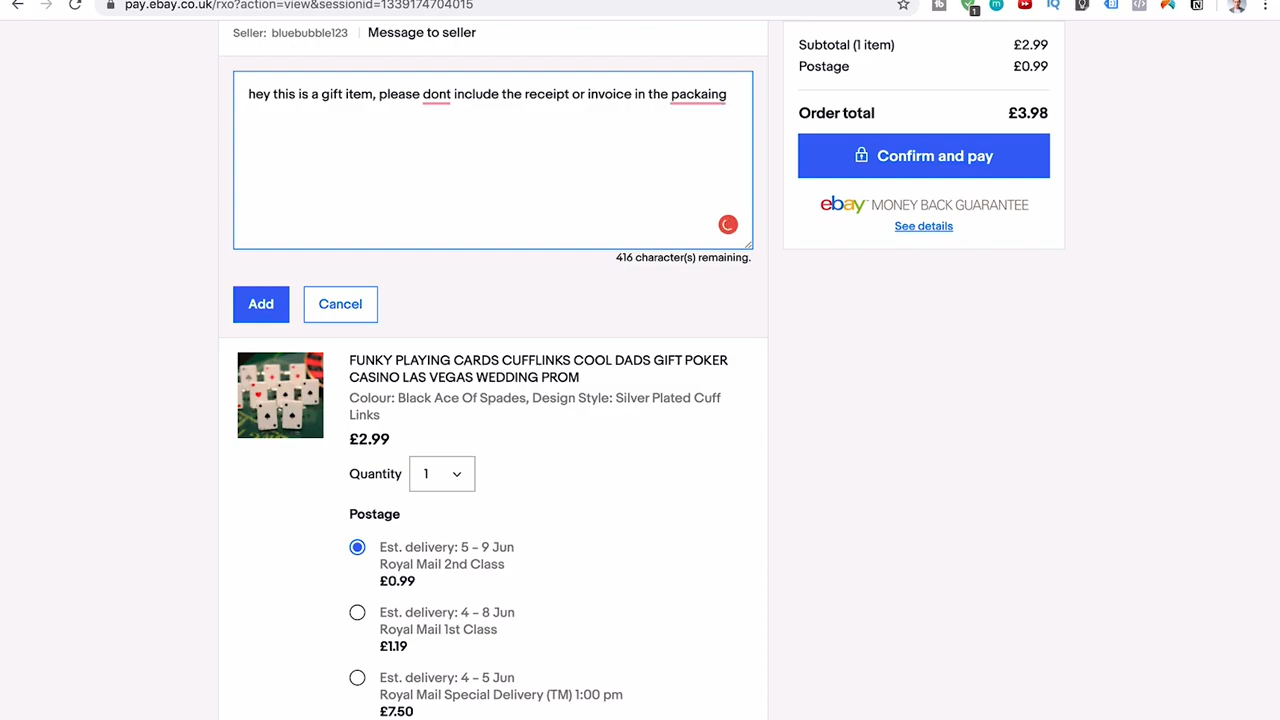 pay.ebay.co.uk/rxo?action=view&sessionid=1339174704015
1
Seller: bluebubble123 | Message to seller
hey this is a gift item, please dont include the receipt or invoice in the packaing
416 character(s) remaining.
Add Cancel
FUNKY PLAYING CARDS CUFFLINKS COOL DADS GIFT POKER
CASINO LAS VEGAS WEDDING PROM
Colour: Black Ace Of Spades, Design Style: Silver Plated Cuff
Links
£2.99
Quantity 1
Postage
Est. delivery: 5 – 9 Jun
Royal Mail 2nd Class
£0.99
Est. delivery: 4 – 8 Jun
Royal Mail 1st Class
£1.19
Est. delivery: 4 – 5 Jun
Royal Mail Special Delivery (TM) 1:00 pm
£7.50
Subtotal (1 item) £2.99
Postage £0.99
Order total £3.98
Confirm and pay
ebay MONEY BACK GUARANTEE
See details